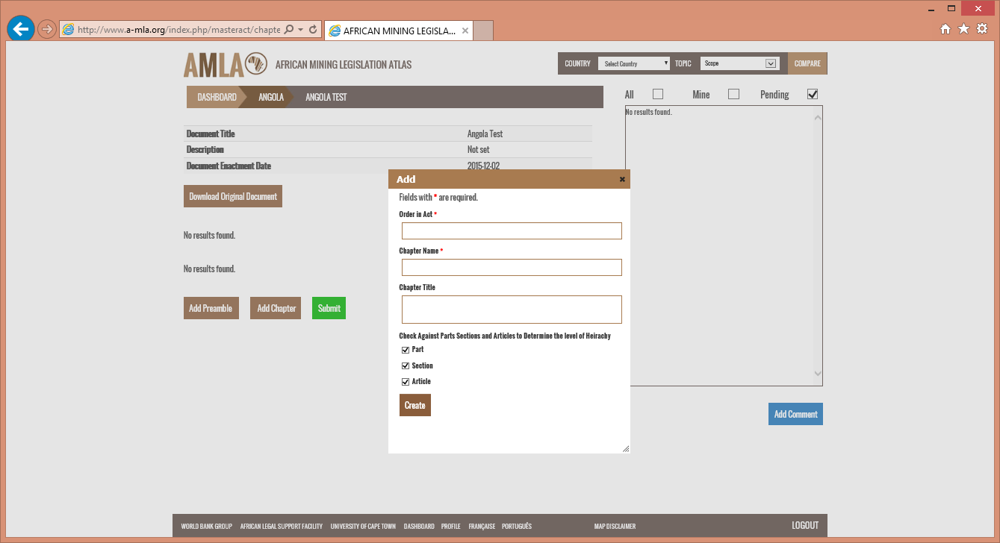 http://www.a-mla.org/index.php/masteract/chapte
AFRICAN MINING LEGISLA...
AMLA AFRICAN MINING LEGISLATION ATLAS
COUNTRY Select Country TOPIC Scope COMPARE
DASHBOARD ANGOLA ANGOLA TEST
All Mine Pending
No results found.
Document Title Angola Test
Description Not set
Document Enactment Date 2015-12-02
Download Original Document
No results found.
No results found.
Add Preamble Add Chapter Submit
Add
Fields with * are required.
Order in Act *
Chapter Name *
Chapter Title
Check Against Parts Sections and Articles to Determine the level of Heirachy
Part
Section
Article
Create
Add Comment
WORLD BANK GROUP AFRICAN LEGAL SUPPORT FACILITY UNIVERSITY OF CAPE TOWN DASHBOARD PROFILE FRANÇAISE PORTUGUÊS MAP DISCLAIMER LOGOUT